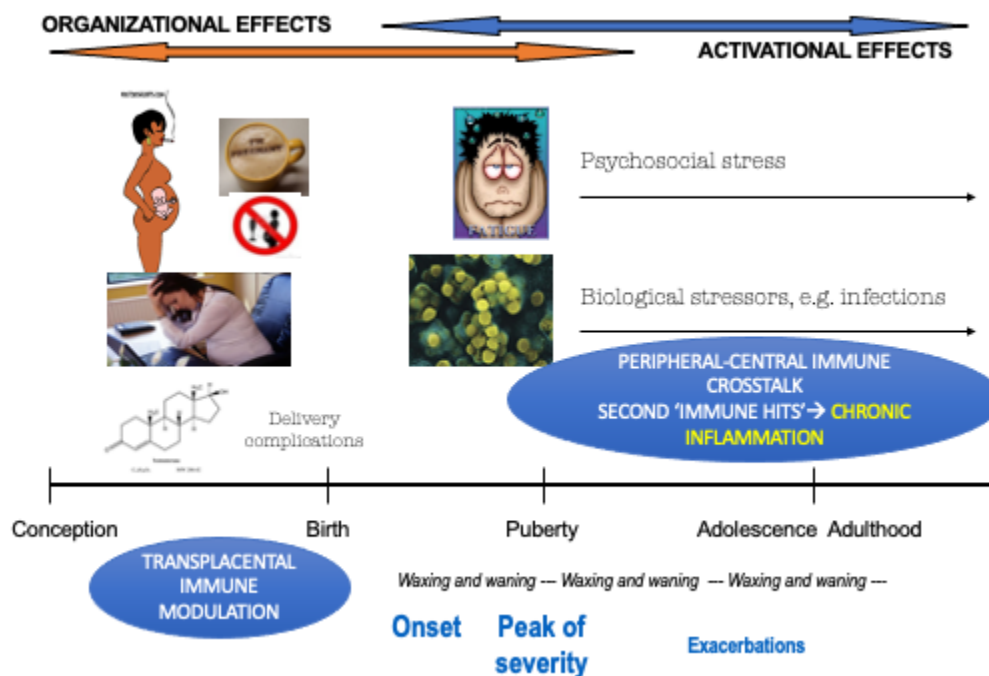 ORGANIZATIONAL EFFECTS
ACTIVATIONAL EFFECTS
FATIGUE
Psychosocial stress
Biological stressors, e.g. infections
PERIPHERAL-CENTRAL IMMUNE
CROSSTALK
SECOND ‘IMMUNE HITS’→ CHRONIC
INFLAMMATION
Delivery
complications
Conception
Birth
Puberty
Adolescence
Adulthood
TRANSPLACENTAL
IMMUNE
MODULATION
Waxing and waning --- Waxing and waning --- Waxing and waning ---
Onset
Peak of
severity
Exacerbations